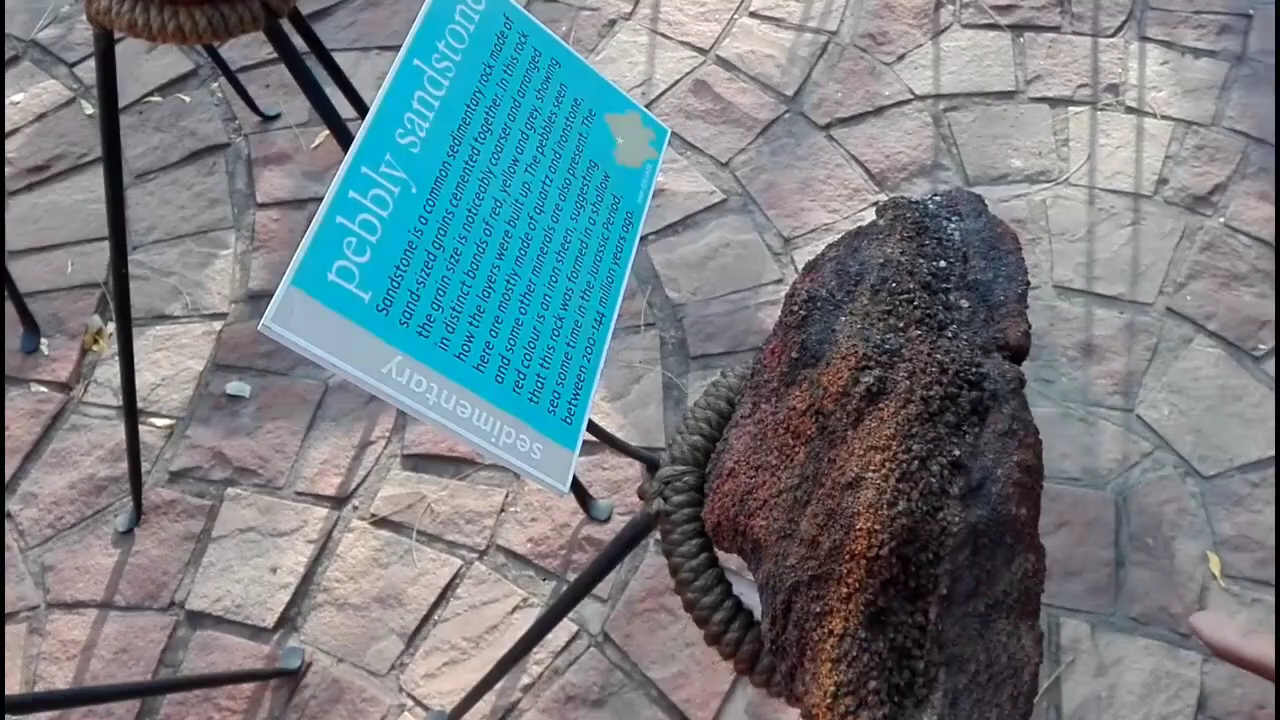 pebbly sandstone
Sandstone is a common sedimentary rock made of
sand-sized grains cemented together. In this rock
the grain size is noticeably coarser and arranged
in distinct bands of red, yellow and grey, showing
how the layers were built up. The pebbles seen
here are mostly made of quartz and ironstone,
and some other minerals are also present. The
red colour is an iron sheen, suggesting
that this rock was formed in a shallow
sea some time in the Jurassic Period,
between 200-144 million years ago.
sedimentary